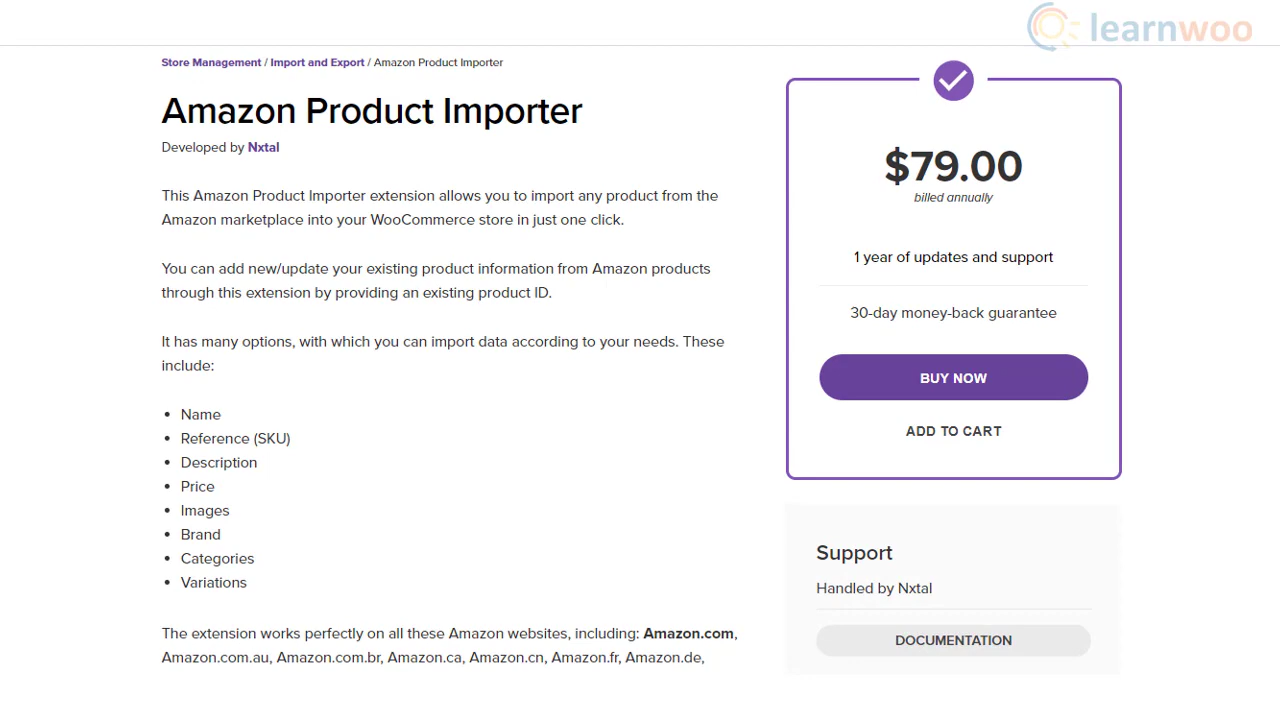 learnwoo
Store Management / Import and Export / Amazon Product Importer
Amazon Product Importer
Developed by Nxtal
This Amazon Product Importer extension allows you to import any product from the
Amazon marketplace into your WooCommerce store in just one click.
You can add new/update your existing product information from Amazon products
through this extension by providing an existing product ID.
It has many options, with which you can import data according to your needs. These
include:
• Name
• Reference (SKU)
• Description
• Price
• Images
• Brand
• Categories
• Variations
The extension works perfectly on all these Amazon websites, including: Amazon.com,
Amazon.com.au, Amazon.com.br, Amazon.ca, Amazon.cn, Amazon.fr, Amazon.de,
$79.00
billed annually
1 year of updates and support
30-day money-back guarantee
BUY NOW
ADD TO CART
Support
Handled by Nxtal
DOCUMENTATION